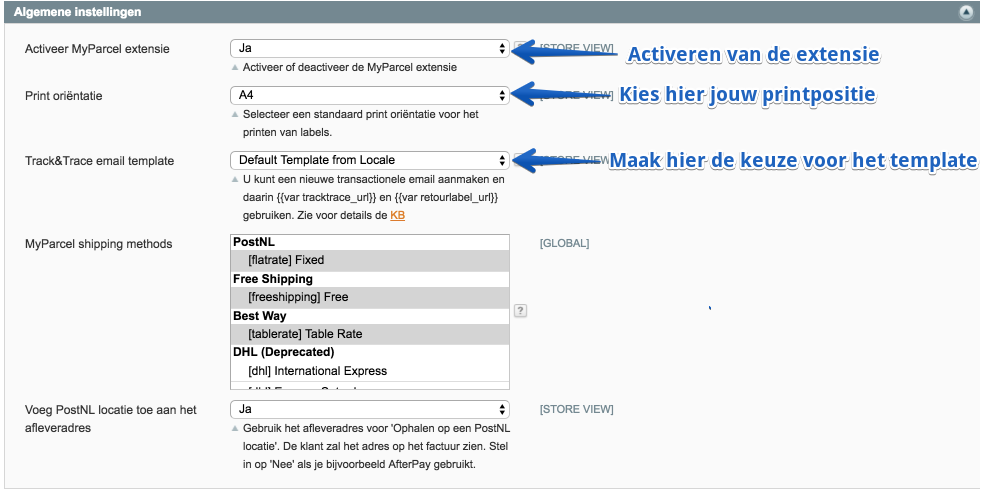 Algemene instellingen
Activeer MyParcel extensie
Ja
[STORE VIEW]
Activeren van de extensie
Activeer of deactiveer de MyParcel extensie
Print oriëntatie
A4
[STORE VIEW]
Kies hier jouw printpositie
Selecteer een standaard print oriëntatie voor het
printen van labels.
Track&Trace email template
Default Template from Locale
[STORE VIEW]
Maak hier de keuze voor het template
U kunt een nieuwe transactionele email aanmaken en
daarin {{var tracktrace_url}} en {{var retourlabel_url}}
gebruiken. Zie voor details de KB
MyParcel shipping methods
PostNL
[GLOBAL]
[flatrate] Fixed
Free Shipping
[freeshipping] Free
?
Best Way
[tablerate] Table Rate
DHL (Deprecated)
[dhl] International Express
Voeg PostNL locatie toe aan het
afleveradres
Ja
[STORE VIEW]
Gebruik het afleveradres voor 'Ophalen op een PostNL
locatie'. De klant zal het adres op het factuur zien. Stel
in op 'Nee' als je bijvoorbeeld AfterPay gebruikt.